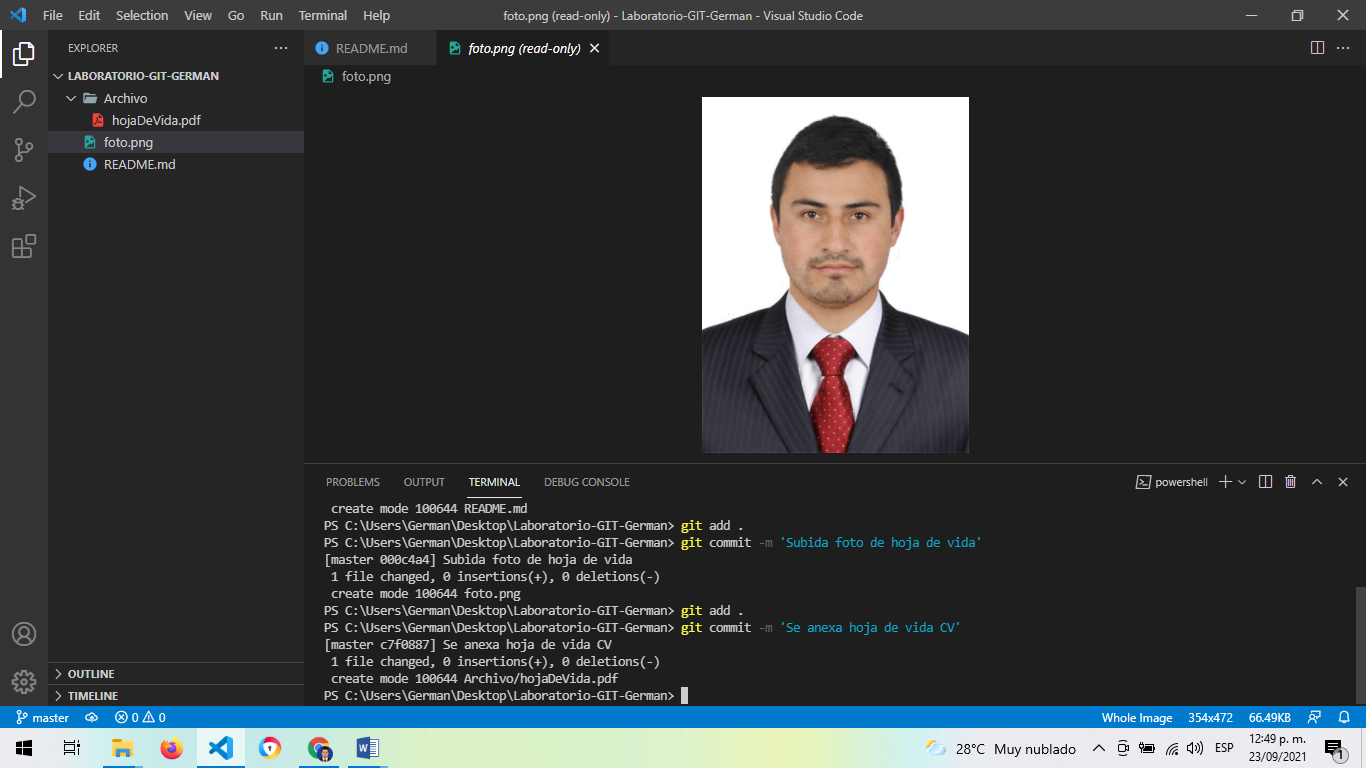 File Edit Selection View Go Run Terminal Help foto.png (read-only) - Laboratorio-GIT-German - Visual Studio Code
EXPLORER
README.md foto.png (read-only)
LABORATORIO-GIT-GERMAN
foto.png
Archivo
hojaDeVida.pdf
foto.png
README.md
PROBLEMS OUTPUT TERMINAL DEBUG CONSOLE powershell
create mode 100644 README.md
PS C:\Users\German\Desktop\Laboratorio-GIT-German> git add .
PS C:\Users\German\Desktop\Laboratorio-GIT-German> git commit -m 'Subida foto de hoja de vida'
[master 000c4a4] Subida foto de hoja de vida
1 file changed, 0 insertions(+), 0 deletions(-)
create mode 100644 foto.png
PS C:\Users\German\Desktop\Laboratorio-GIT-German> git add .
PS C:\Users\German\Desktop\Laboratorio-GIT-German> git commit -m 'Se anexa hoja de vida CV'
[master c7f0887] Se anexa hoja de vida CV
1 file changed, 0 insertions(+), 0 deletions(-)
create mode 100644 Archivo/hojaDeVida.pdf
PS C:\Users\German\Desktop\Laboratorio-GIT-German>
OUTLINE
TIMELINE
master 0 0 Whole Image 354x472 66.49KB
28°C Muy nublado ESP 12:49 p. m.
23/09/2021 1